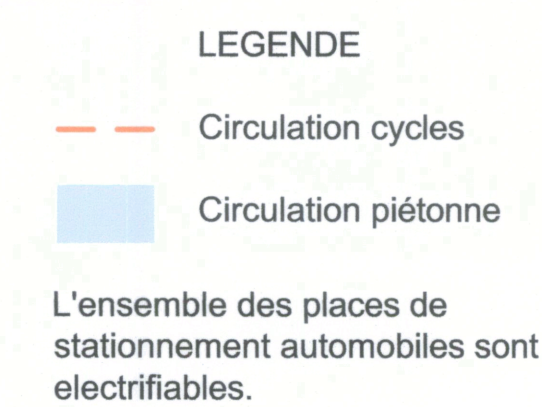 LEGENDE
Circulation cycles
Circulation piétonne
L'ensemble des places de
stationnement automobiles sont
electrifiables.